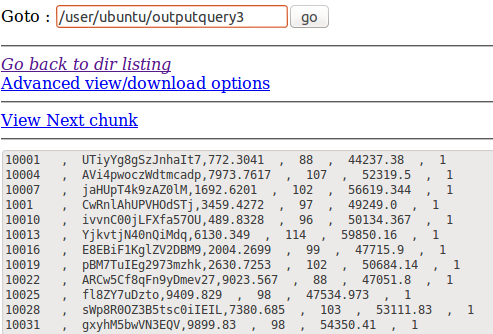 Goto : /user/ubuntu/outputquery3 go
Go back to dir listing
Advanced view/download options
View Next chunk
10001 , UTiyYg8gSzJnhaIt7,772.3041 , 88 , 44237.38 , 1
10004 , AVi4pwoczWdtmcadp,7973.7617 , 107 , 52319.5 , 1
10007 , jaHUpT4k9zAZ0lM,1692.6201 , 102 , 56619.344 , 1
1001 , CwRnlAhUPVHOdSTj,3459.4272 , 97 , 49249.0 , 1
10010 , ivvnC00jLFXfa57OU,489.8328 , 96 , 50134.367 , 1
10013 , YjkvtjN40nQiMdq,6130.349 , 114 , 59850.16 , 1
10016 , E8EBiF1KglZV2DBM9,2004.2699 , 99 , 47715.9 , 1
10019 , pBM7TuIEg2973mzhk,2630.7253 , 102 , 50684.14 , 1
10022 , ARCw5Cf8qFn9yDmev27,9023.567 , 88 , 47051.8 , 1
10025 , fl8ZY7uDzto,9409.829 , 98 , 47534.973 , 1
10028 , sWp8R0OZ3B5tsc0iIEIL,7380.685 , 103 , 53111.83 , 1
10031 , gxyhM5bwVN3EQV,9899.83 , 98 , 54350.41 , 1